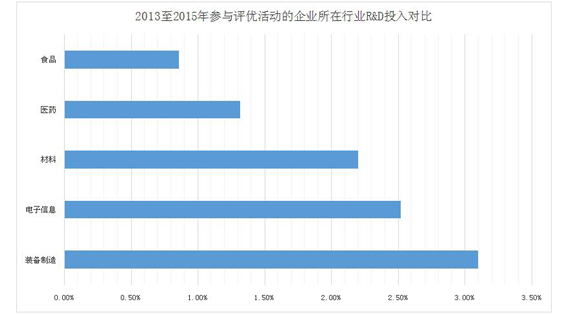 2013至2015年参与评优活动的企业所在行业R&D投入对比
食品
医药
材料
电子信息
装备制造
0.00% 0.50% 1.00% 1.50% 2.00% 2.50% 3.00% 3.50%